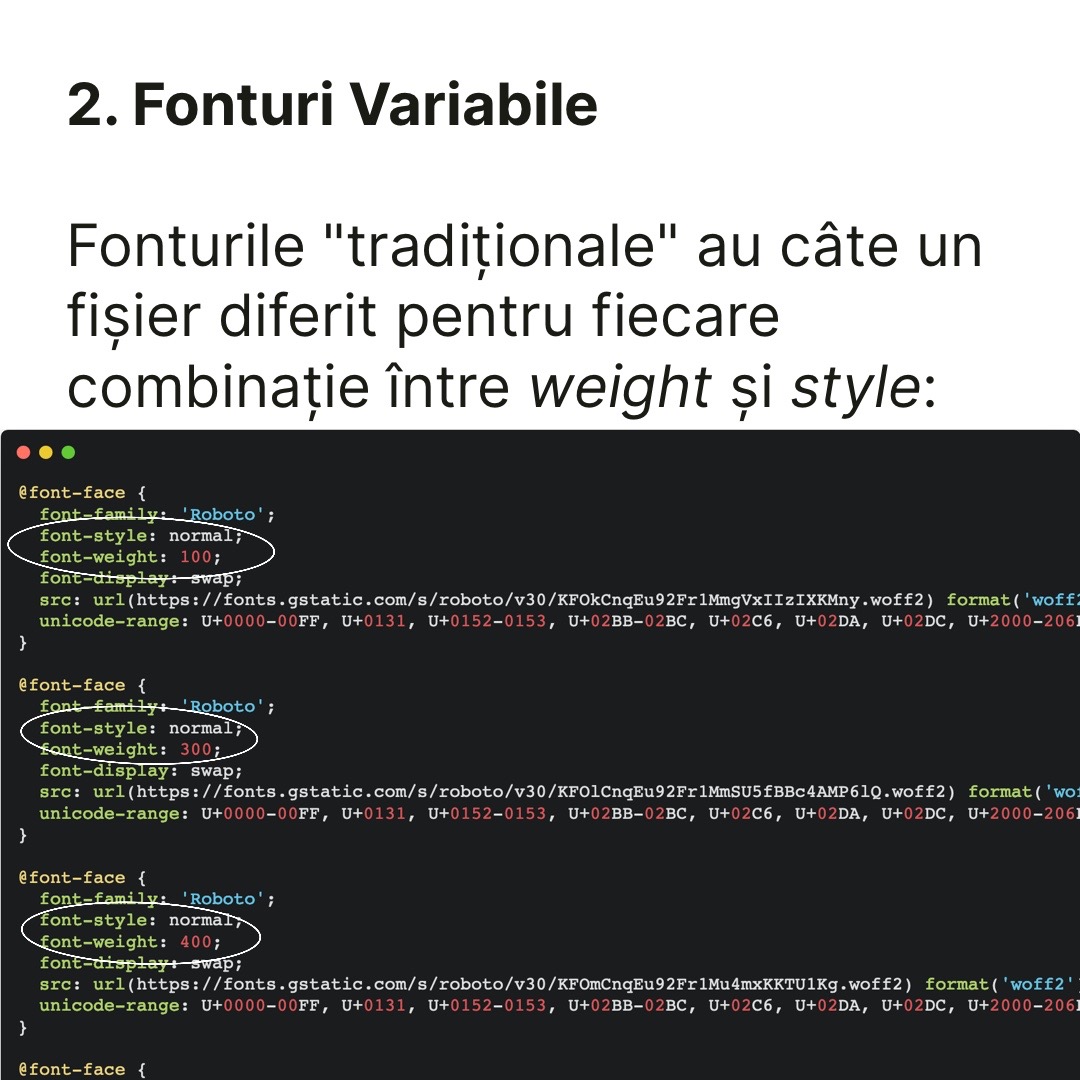 2. Fonturi Variabile
Fonturile "tradiționale" au câte un
fișier diferit pentru fiecare
combinație între weight și style:
@font-face {
font-family: 'Roboto';
font-style: normal;
font-weight: 100;
font-display: swap;
src: url(https://fonts.gstatic.com/s/roboto/v30/KFOkCnqEu92Fr1MmgVxIIzIXKMny.woff2) format('woff2
unicode-range: U+0000-00FF, U+0131, U+0152-0153, U+02BB-02BC, U+02C6, U+02DA, U+02DC, U+2000-206
}
@font-face {
font-family: 'Roboto';
font-style: normal;
font-weight: 300;
font-display: swap;
src: url(https://fonts.gstatic.com/s/roboto/v30/KFOlCnqEu92Fr1MmSU5fBBc4AMP6lQ.woff2) format('wo
unicode-range: U+0000-00FF, U+0131, U+0152-0153, U+02BB-02BC, U+02C6, U+02DA, U+02DC, U+2000-206
}
@font-face {
font-family: 'Roboto';
font-style: normal;
font-weight: 400;
font-display: swap;
src: url(https://fonts.gstatic.com/s/roboto/v30/KFOmCnqEu92Fr1Mu4mxKKTU1Kg.woff2) format('woff2'
unicode-range: U+0000-00FF, U+0131, U+0152-0153, U+02BB-02BC, U+02C6, U+02DA, U+02DC, U+2000-206
}
@font-face {